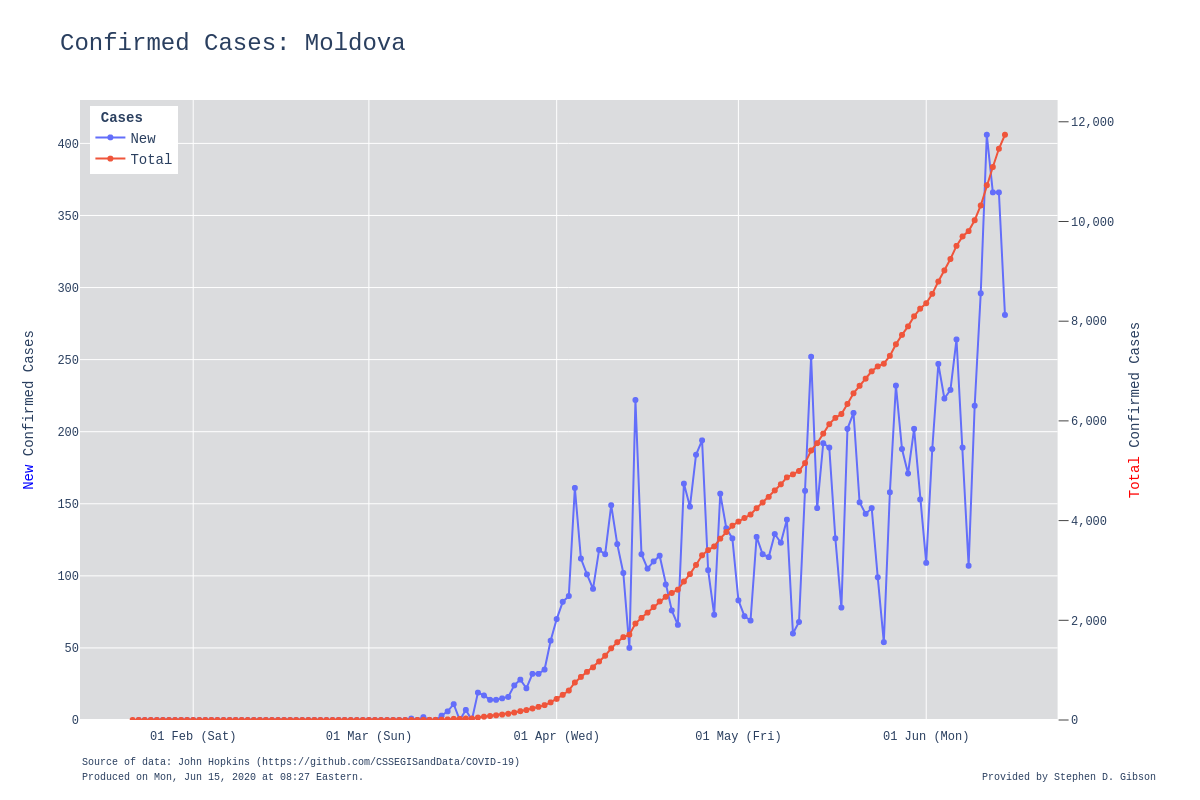 Confirmed Cases: Moldova
Cases
New
Total
400
350
300
250
200
150
100
50
0
12,000
10,000
8,000
6,000
4,000
2,000
0
New Confirmed Cases
Total Confirmed Cases
01 Feb (Sat)
01 Mar (Sun)
01 Apr (Wed)
01 May (Fri)
01 Jun (Mon)
Source of data: John Hopkins (https://github.com/CSSEGISandData/COVID-19)
Produced on Mon, Jun 15, 2020 at 08:27 Eastern.
Provided by Stephen D. Gibson